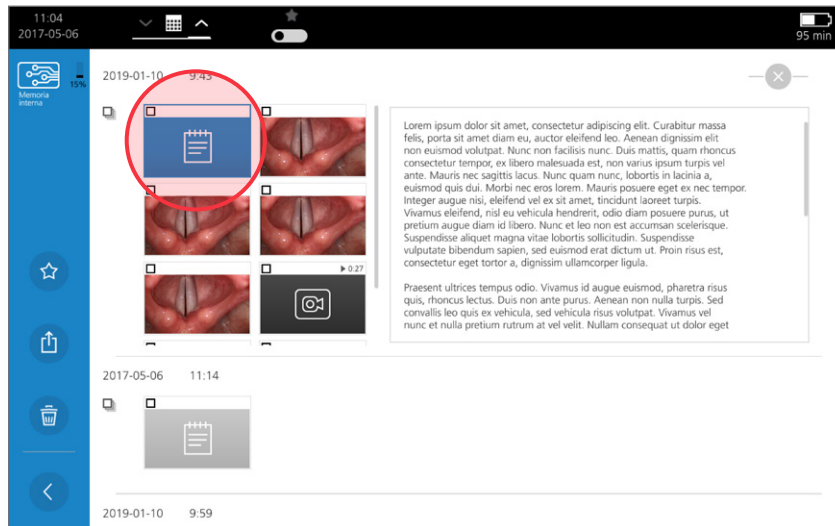 11:04
2017-05-06
95 min
15%
Memoria
interna
2019-01-10 9:43
Lorem ipsum dolor sit amet, consectetur adipiscing elit. Curabitur massa
felis, porta sit amet diam eu, auctor eleifend leo. Aenean dignissim elit
non euismod volutpat. Nunc non facilisis nunc. Duis mattis, quam rhoncus
consectetur tempor, ex libero malesuada est, non varius ipsum turpis vel
ante. Mauris nec sagittis lacus. Nunc quam nunc, lobortis in lacinia a,
euismod quis dui. Morbi nec eros lorem. Mauris posuere eget ex nec tempor.
Integer augue nisi, eleifend vel ex sit amet, tincidunt laoreet turpis.
Vivamus eleifend, nisl eu vehicula hendrerit, odio diam posuere purus, ut
pretium augue diam id libero. Nunc et leo non est accumsan scelerisque.
Suspendisse aliquet magna vitae lobortis sollicitudin. Suspendisse
vulputate bibendum sapien, sed euismod erat dictum ut. Proin risus est,
consectetur eget tortor a, dignissim ullamcorper ligula.
Praesent ultrices tempus odio. Vivamus id augue euismod, pharetra risus
quis, rhoncus lectus. Duis non ante purus. Aenean non nulla turpis. Sed
convallis leo quis ex vehicula, sed vehicula risus volutpat. Vivamus vel
nunc et nulla pretium rutrum at vel velit. Nullam consequat ut dolor eget
0:27
2017-05-06 11:14
2019-01-10 9:59